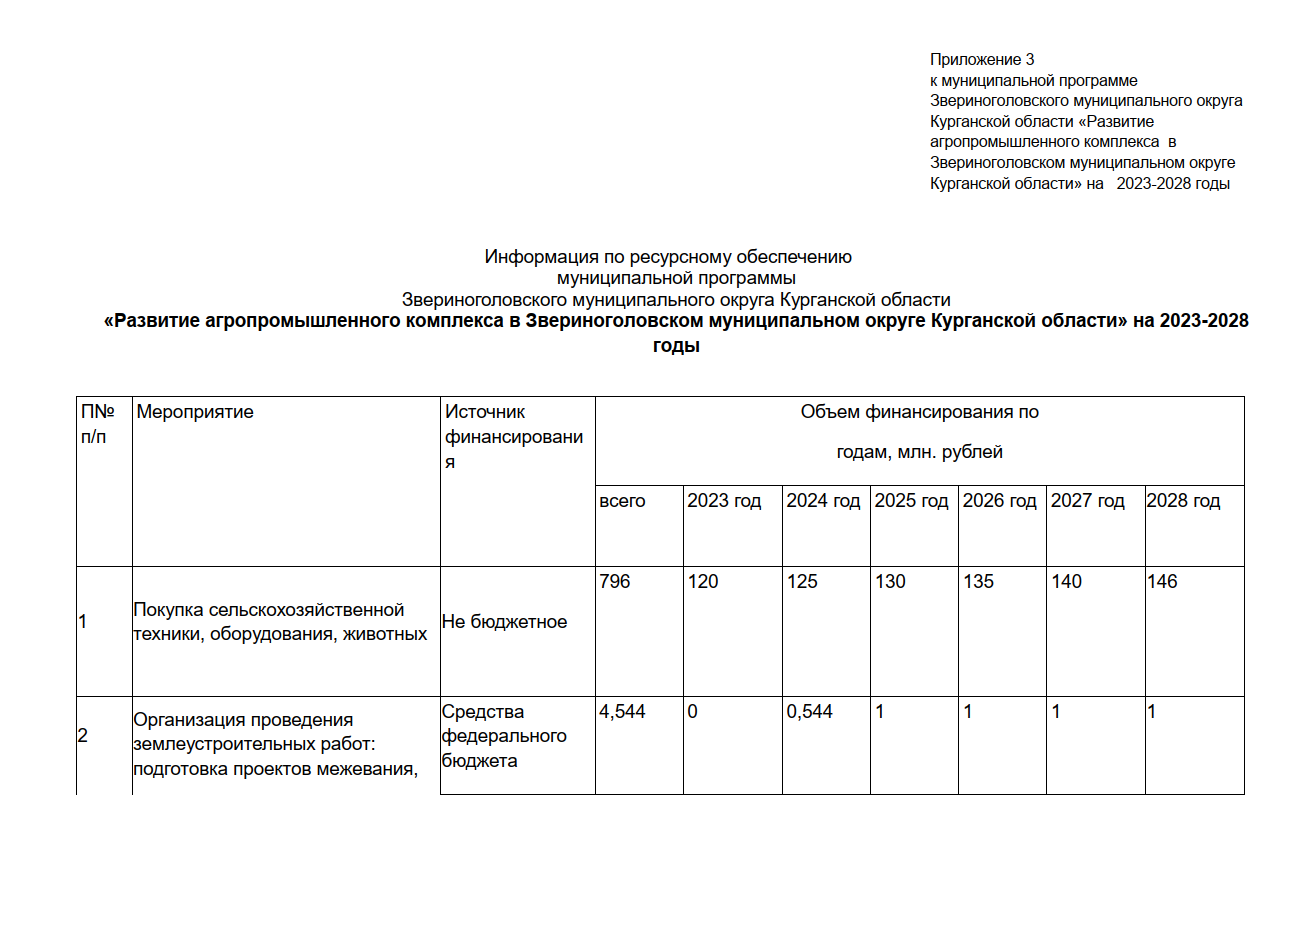 Приложение 3
к муниципальной программе
Звериноголовского муниципального округа
Курганской области «Развитие
агропромышленного комплекса в
Звериноголовском муниципальном округе
Курганской области» на 2023-2028 годы
Информация по ресурсному обеспечению
муниципальной программы
Звериноголовского муниципального округа Курганской области
«Развитие агропромышленного комплекса в Звериноголовском муниципальном округе Курганской области» на 2023-2028
годы
П№
п/п
Мероприятие
Источник
финансировани
я
Объем финансирования по
годам, млн. рублей
всего 2023 год 2024 год 2025 год 2026 год 2027 год 2028 год
1
Покупка сельскохозяйственной
техники, оборудования, животных
Не бюджетное
796 120 125 130 135 140 146
2
Организация проведения
землеустроительных работ:
подготовка проектов межевания,
Средства
федерального
бюджета
4,544 0 0,544 1 1 1 1